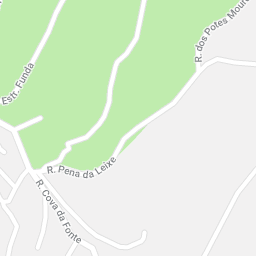 R. dos Potes Mour
Estr. Funda
R. Pena da Leixe
R. Cova da Fonte